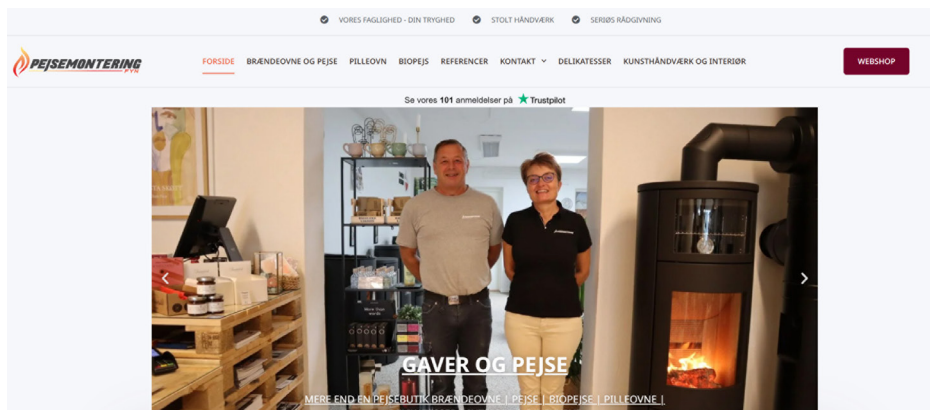 VORES FAGLIGHED - DIN TRYGHED STOLT HÅNDVÆRK SERIØS RÅDGIVNING
PEJSEMONTERING
FYN
FORSIDE BRÆNDEOVNE OG PEJSE PILLEOVN BIOPEJS REFERENCER KONTAKT DELIKATESSER KUNSTHÅNDVÆRK OG INTERIØR WEBSHOP
Se vores 101 anmeldelser på Trustpilot
GAVER OG PEJSE
MERE END EN PEJSEBUTIK BRÆNDEOVNE | PEJSE | BIOPEJSE | PILLEOVNE |